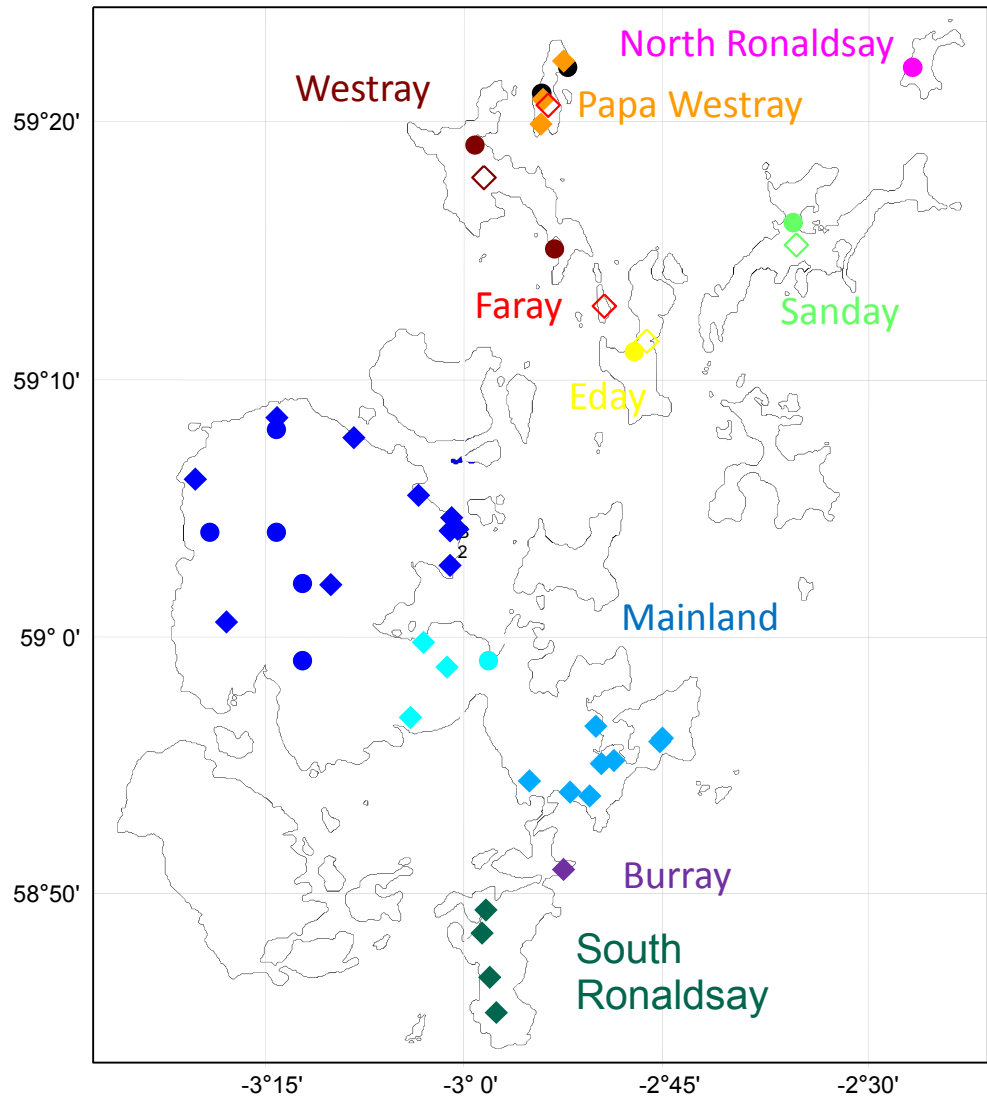 North Ronaldsay
Westray
Papa Westray
59°20'
Faray
Sanday
59°10'
Eday
2
Mainland
59° 0'
Burray
58°50'
South
Ronaldsay
-3°15'
-3° 0'
-2°45'
-2°30'